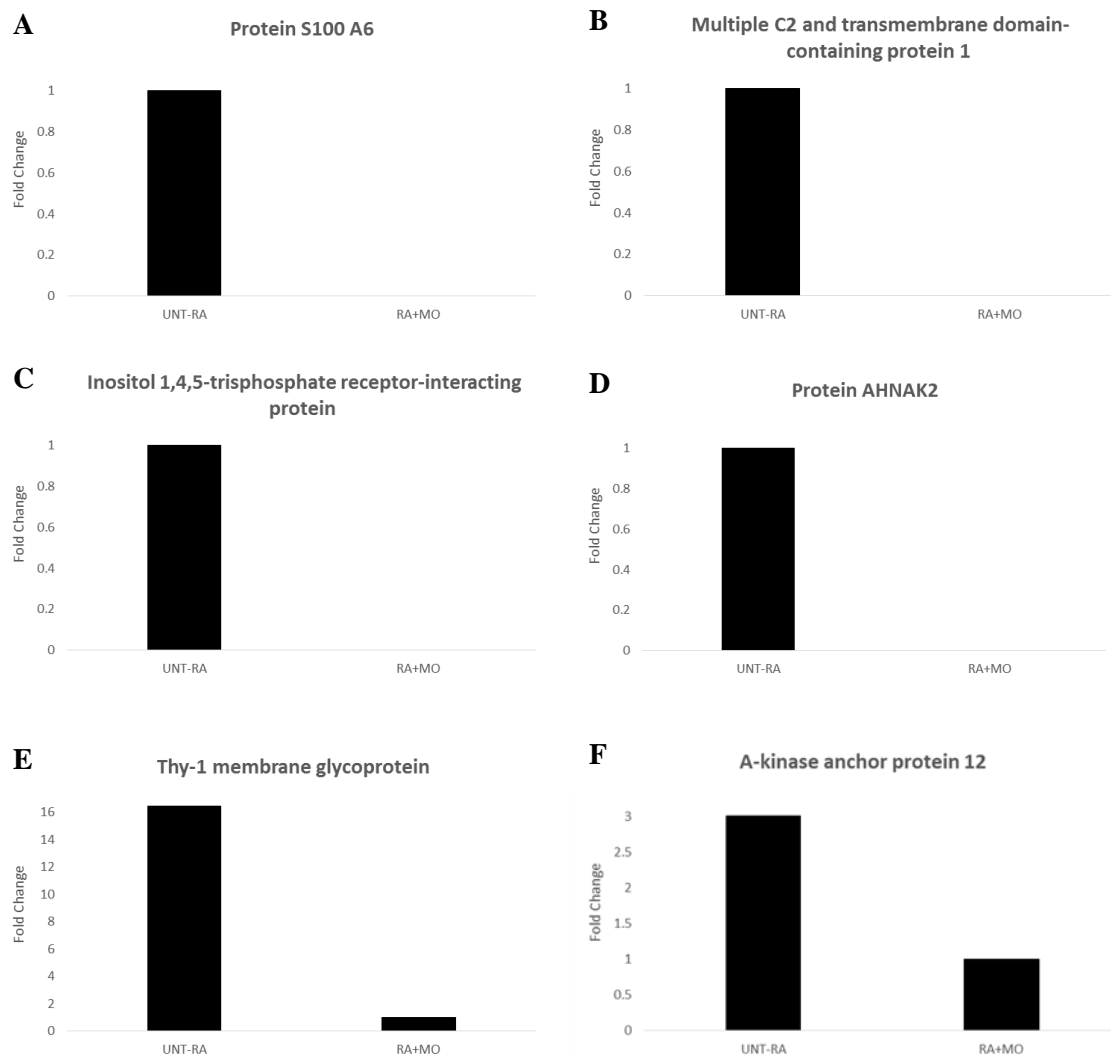 A
Protein S100 A6
Fold Change
1
0.8
0.6
0.4
0.2
0
UNT-RA
RA+MO
B
Multiple C2 and transmembrane domain-
containing protein 1
Fold Change
1
0.8
0.6
0.4
0.2
0
UNT-RA
RA+MO
C
Inositol 1,4,5-trisphosphate receptor-interacting
protein
Fold Change
1
0.8
0.6
0.4
0.2
0
UNT-RA
RA+MO
D
Protein AHNAK2
Fold Change
1
0.8
0.6
0.4
0.2
0
UNT-RA
RA+MO
E
Thy-1 membrane glycoprotein
Fold Change
16
14
12
10
8
6
4
2
0
UNT-RA
RA+MO
F
A-kinase anchor protein 12
Fold Change
3
2.5
2
1.5
1
0.5
0
UNT-RA
RA+MO